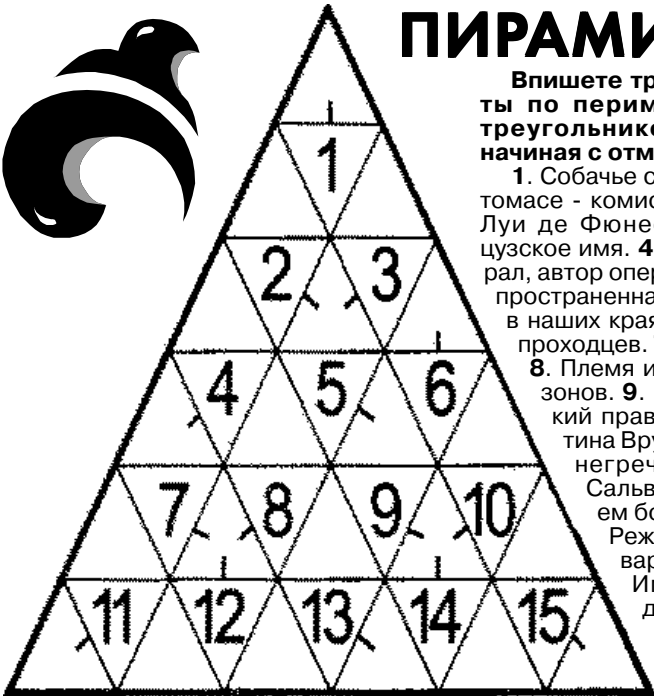 ПИРАМИ
Впишете тр
ты по перим
треугольнико
начиная с отм
1. Собачье с
томасе - комис
Луи де Фюне
цузское имя. 4
рал, автор опер
пространенна
в наших края
проходцев.
8. Племя и
зонов. 9.
кий прав
тина Вру
негреч
Сальв
ем бо
Реж
вар
Ин
д
1
2 3
4 5 6
7 8 9 10
11 12 13 14 15